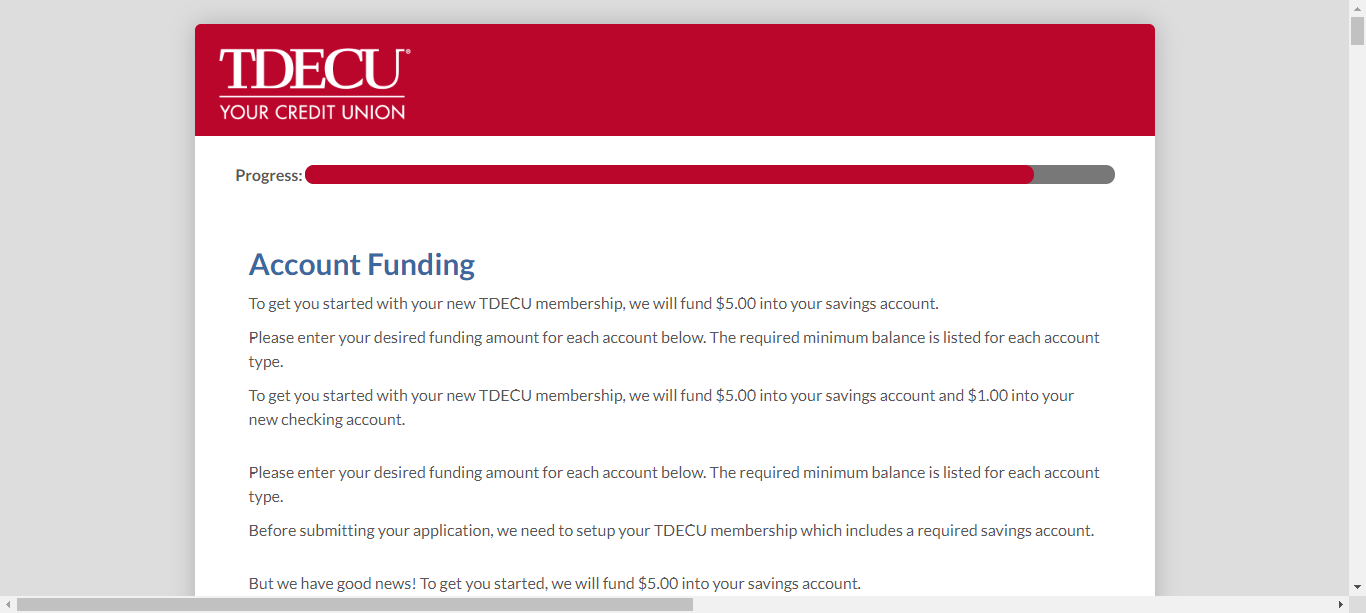 TDECU®
YOUR CREDIT UNION
Progress:
Account Funding
To get you started with your new TDECU membership, we will fund $5.00 into your savings account.
Please enter your desired funding amount for each account below. The required minimum balance is listed for each account
type.
To get you started with your new TDECU membership, we will fund $5.00 into your savings account and $1.00 into your
new checking account.
Please enter your desired funding amount for each account below. The required minimum balance is listed for each account
type.
Before submitting your application, we need to setup your TDECU membership which includes a required savings account.
But we have good news! To get you started, we will fund $5.00 into your savings account.